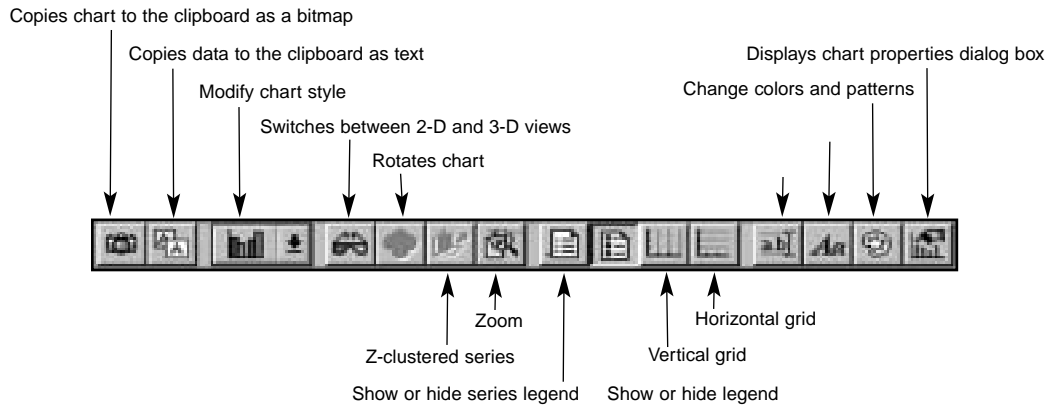 Copies chart to the clipboard as a bitmap
Copies data to the clipboard as text
Displays chart properties dialog box
Modify chart style
Change colors and patterns
Switches between 2-D and 3-D views
Rotates chart
A
A
ab
Aa
Zoom
Horizontal grid
Z-clustered series
Vertical grid
Show or hide series legend
Show or hide legend